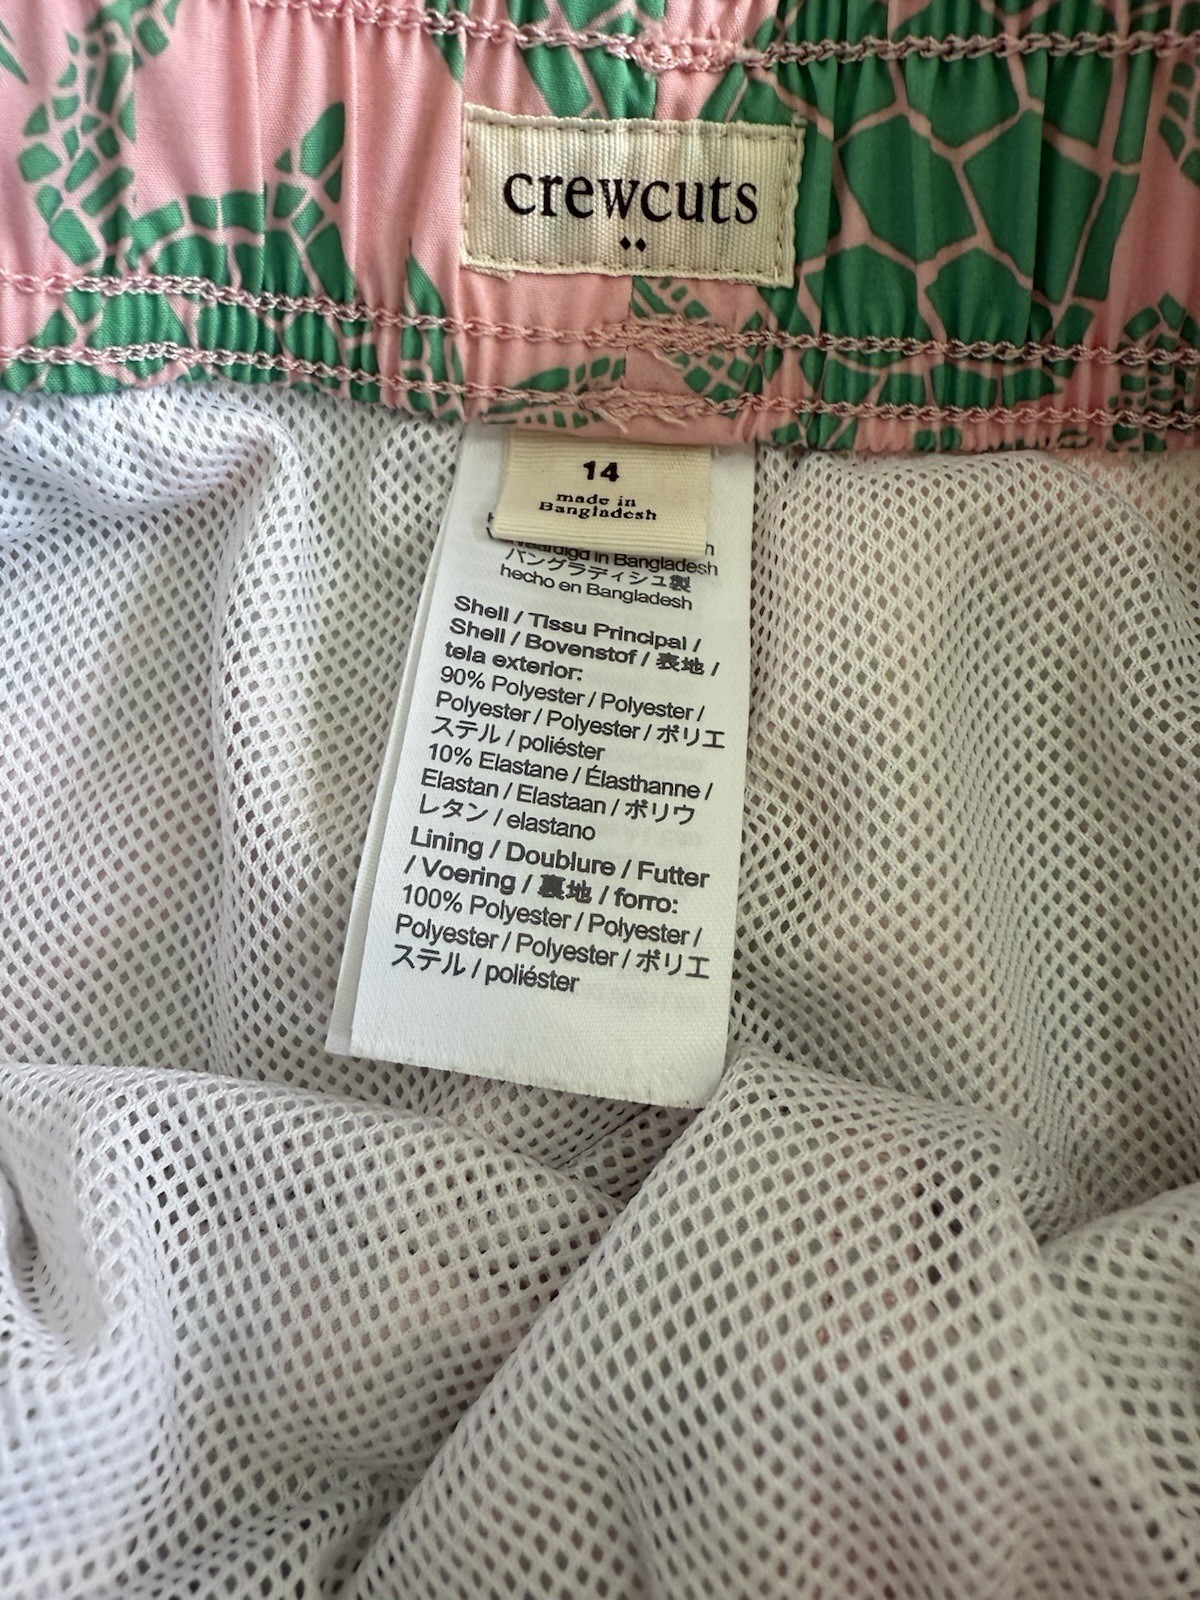 crewcuts
14
made in
Bangladesh
in Bangladesh
バングラディシュ製
hecho en Bangladesh
Shell / Tissu Principal /
Shell / Bovenstof / 表地 /
tela exterior:
90% Polyester / Polyester /
Polyester / Polyester / ポリエ
ステル / poliéster
10% Elastane / Élasthanne /
Elastan / Elastaan / ポリウ
レタン / elastano
Lining / Doublure / Futter
/ Voering / 裏地 / forro:
100% Polyester / Polyester /
Polyester / Polyester / ポリエ
ステル / poliéster